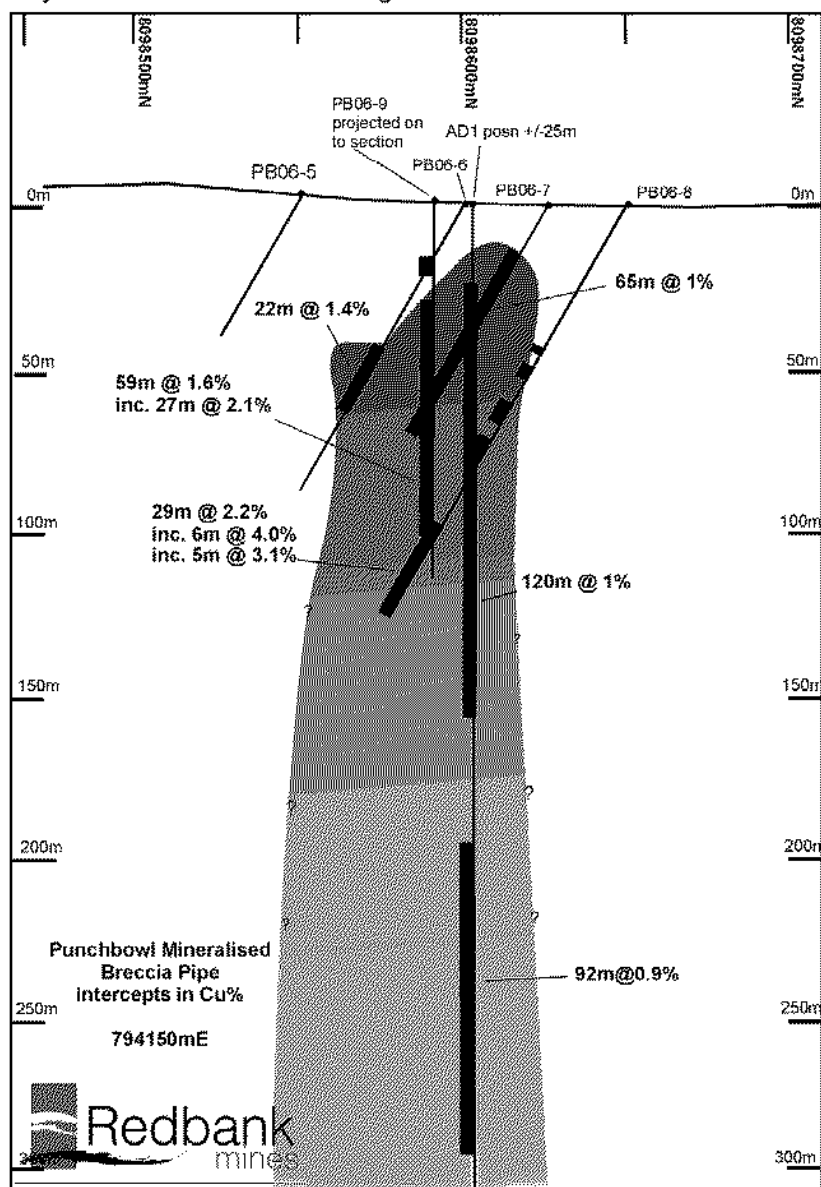 8098500mN
8098600mN
8098700mN
PB06-9
projected on
to section
AD1 posn +/-25m
PB06-5
PB06-6
PB06-7
PB06-8
0m
0m
22m @ 1.4%
65m @ 1%
50m
50m
59m @ 1.6%
inc. 27m @ 2.1%
29m @ 2.2%
inc. 6m @ 4.0%
inc. 5m @ 3.1%
100m
100m
120m @ 1%
?
?
150m
150m
?
?
200m
200m
?
?
Punchbowl Mineralised
Breccia Pipe
intercepts in Cu%
794150mE
92m@0.9%
250m
250m
Redbank
mines
300m